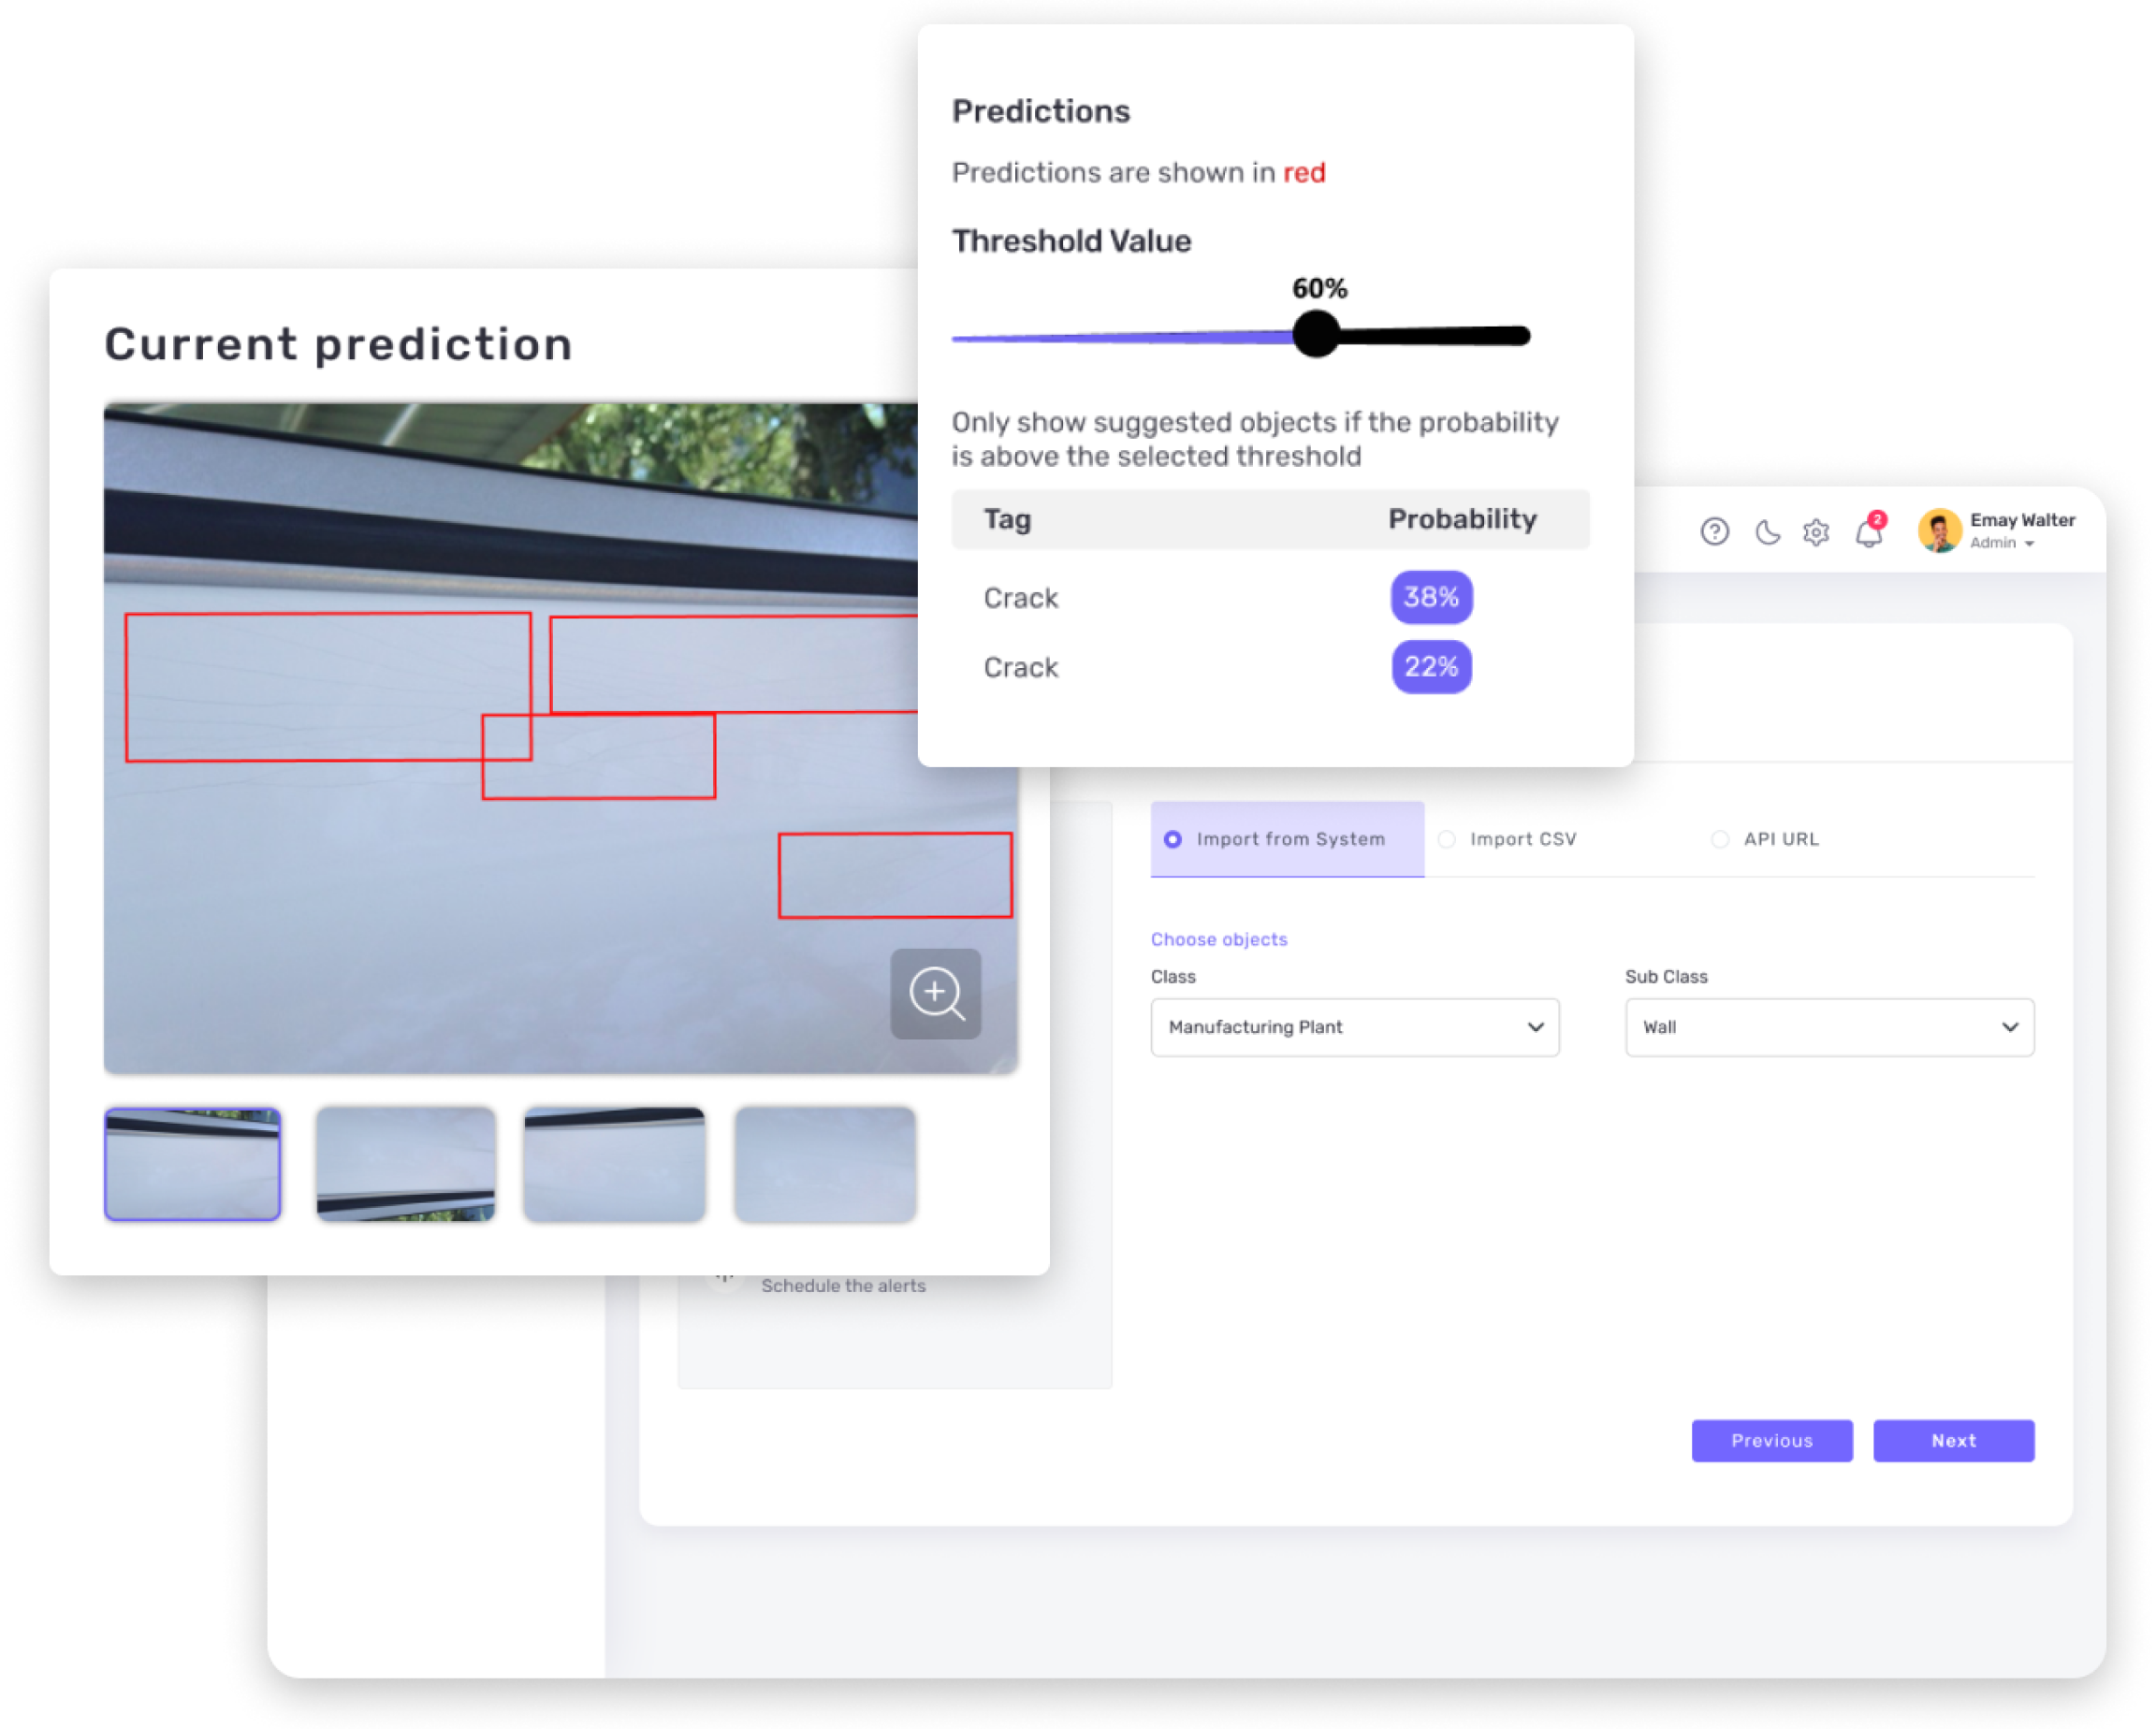 Predictions
Predictions are shown in red
Threshold Value
60%
Only show suggested objects if the probability
is above the selected threshold
Tag Probability
Crack 38%
Crack 22%
Current prediction
2
Emay Walter
Admin
Import from System Import CSV API URL
Choose objects
Class Sub Class
Manufacturing Plant Wall
Schedule the alerts
Previous Next